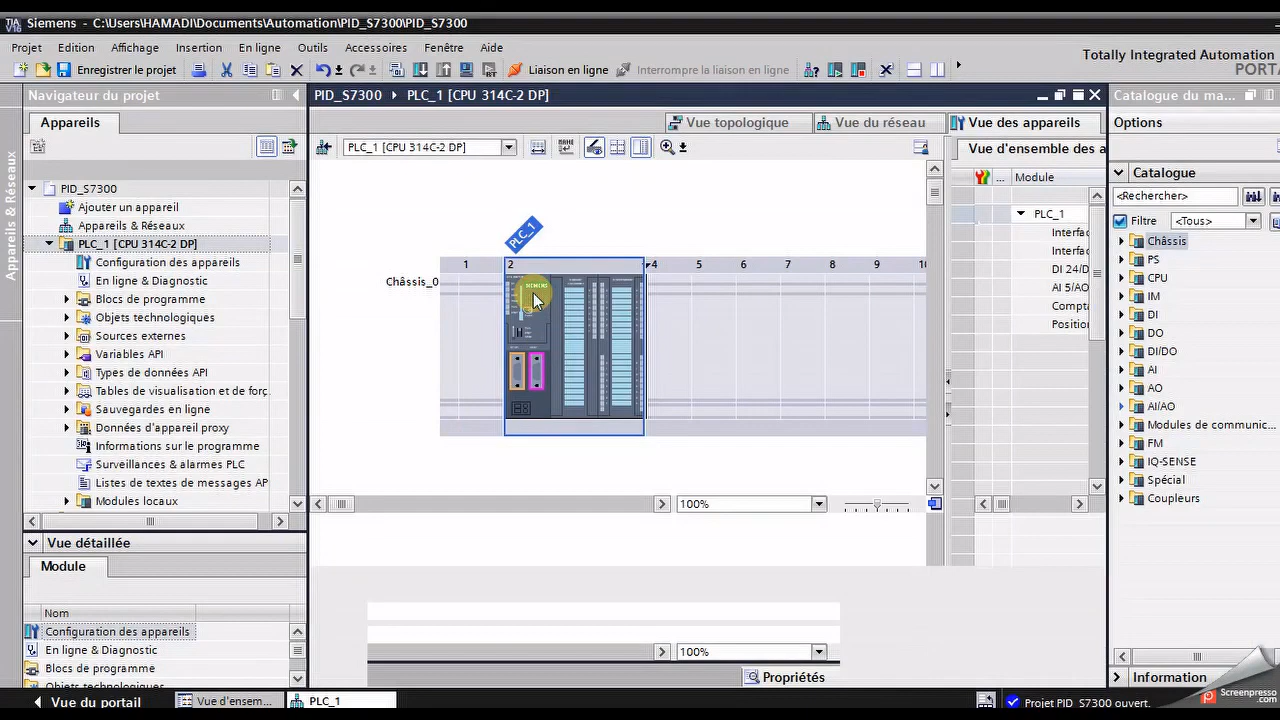 TIA V16 Siemens - C:\Users\HAMADI\Documents\Automation\PID_S7300\PID_S7300
Projet Edition Affichage Insertion En ligne Outils Accessoires Fenêtre Aide
Totally Integrated Automation
PORTA
Enregistrer le projet Liaison en ligne Interrompre la liaison en ligne
Navigateur du projet
Appareils
Appareils & Réseaux
PID_S7300
Ajouter un appareil
Appareils & Réseaux
PLC_1 [CPU 314C-2 DP]
Configuration des appareils
En ligne & Diagnostic
Blocs de programme
Objets technologiques
Sources externes
Variables API
Types de données API
Tables de visualisation et de forç
Sauvegardes en ligne
Données d'appareil proxy
Informations sur le programme
Surveillances & alarmes PLC
Listes de textes de messages AP
Modules locaux
Vue détaillée
Module
Nom
Configuration des appareils
En ligne & Diagnostic
Blocs de programme
Objets technologiques
PID_S7300 PLC_1 [CPU 314C-2 DP]
Vue topologique Vue du réseau Vue des appareils
PLC_1 [CPU 314C-2 DP]
PLC_1
1 2 4 5 6 7 8 9 10
Châssis_0
SIEMENS
100%
100%
Propriétés
Vue d'ensemble des a
... Module
PLC_1
Interfac
Interfac
DI 24/D
AI 5/AO
Compta
Position
Catalogue du ma...
Options
Catalogue
<Rechercher>
Filtre <Tous>
Châssis
PS
CPU
IM
DI
DO
DI/DO
AI
AO
AI/AO
Modules de communic...
FM
IQ-SENSE
Spécial
Coupleurs
Information
Vue du portail Vue d'ensem... PLC_1 Projet PID_S7300 ouvert.
Screenpresso
.com